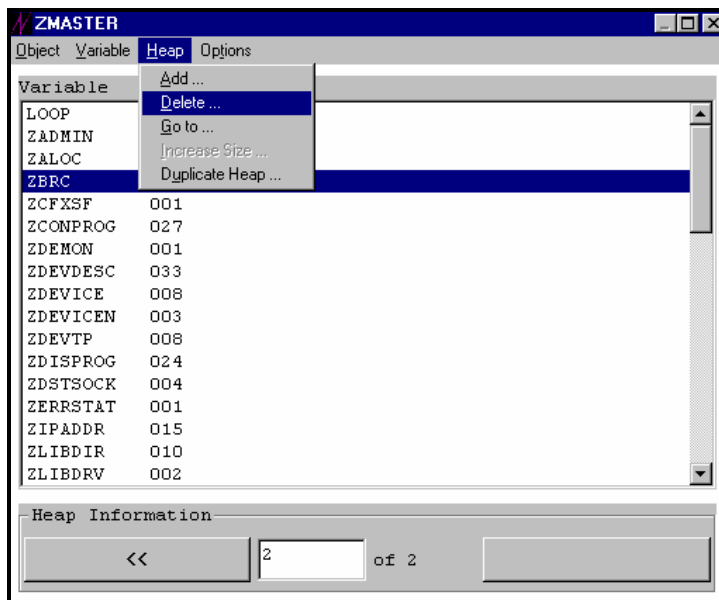 ZMASTER
Object Variable Heap Options
Variable
Add ...
Delete ...
Go to ...
Increase Size ...
Duplicate Heap ...
LOOP
ZADMIN
ZALOC
ZBRC
ZCFXSF 001
ZCONPROG 027
ZDEMON 001
ZDEVDESC 033
ZDEVICE 008
ZDEVICEN 003
ZDEVTP 008
ZDISPROG 024
ZDSTSOCK 004
ZERRSTAT 001
ZIPADDR 015
ZLIBDIR 010
ZLIBDRV 002
Heap Information
<< 2 of 2